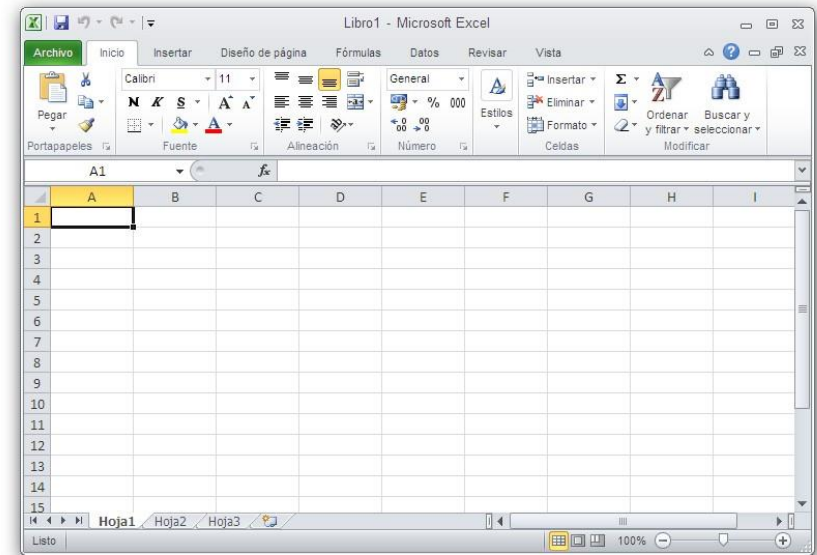 Libro1 - Microsoft Excel
Archivo Inicio Insertar Diseño de página Fórmulas Datos Revisar Vista
Pegar
Portapapeles
Calibri 11
N K S A A
A
Fuente
Alineación
General
% 000
Número
A
Estilos
Insertar
Eliminar
Formato
Celdas
Σ
Ordenar y filtrar
Buscar y seleccionar
Modificar
A1 fx
A B C D E F G H I
1
2
3
4
5
6
7
8
9
10
11
12
13
14
15
Hoja1 Hoja2 Hoja3
Listo 100%